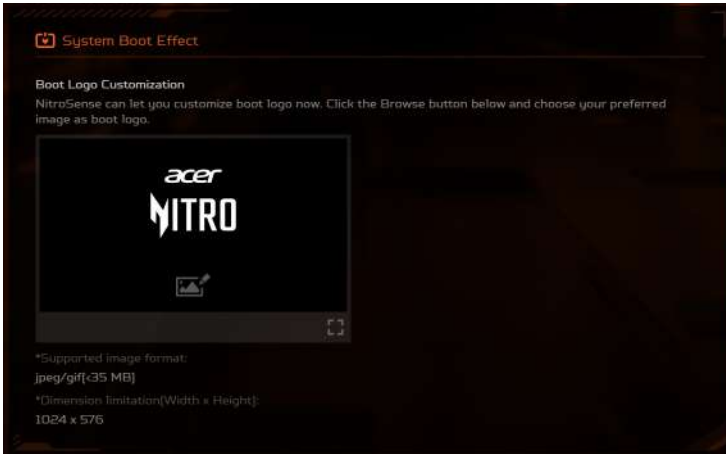 System Boot Effect
Boot Logo Customization
NitroSense can let you customize boot logo now. Click the Browse button below and choose your preferred
image as boot logo.
acer
NITRO
*Supported image format:
jpeg/gif(<35 MB)
*Dimension limitation(Width x Height):
1024 x 576